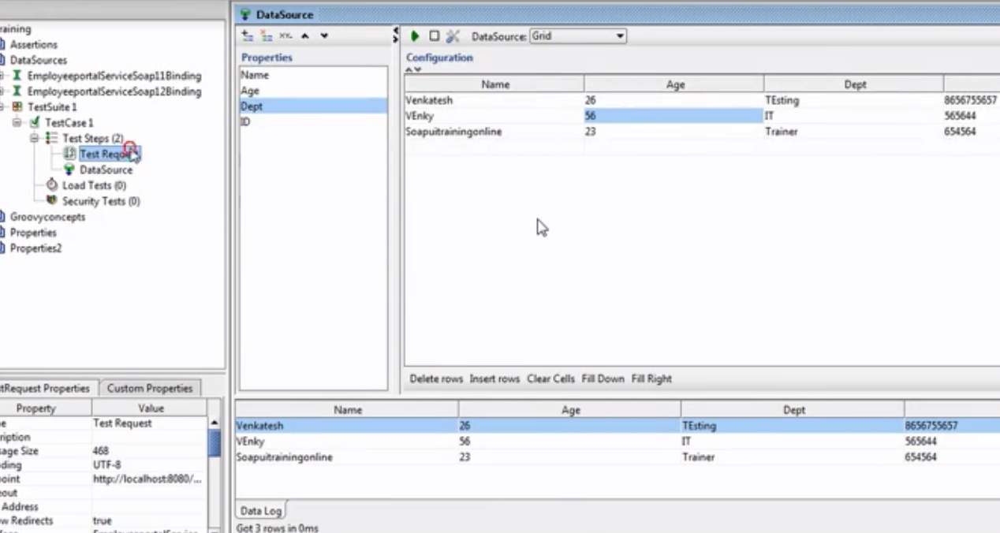 DataSource
raining
Assertions
DataSources
EmployeeportalServiceSoap11Binding
EmployeeportalServiceSoap12Binding
TestSuite 1
TestCase 1
Test Steps (2)
Test Requ
DataSource
Load Tests (0)
Security Tests (0)
Groovyconcepts
Properties
Properties2
DataSource: Grid
Properties
Name
Age
Dept
ID
Configuration
Name Age Dept
Venkatesh 26 TEsting 8656755657
VEnky 56 IT 565644
Soapuitrainingonline 23 Trainer 654564
Delete rows Insert rows Clear Cells Fill Down Fill Right
tRequest Properties Custom Properties
Property Value
e Test Request
ription
sage Size 468
ding UTF-8
oint http://localhost:8080/...
eout
Address
w Redirects true
Name Age Dept
Venkatesh 26 TEsting 8656755657
VEnky 56 IT 565644
Soapuitrainingonline 23 Trainer 654564
Data Log
Got 3 rows in 0ms